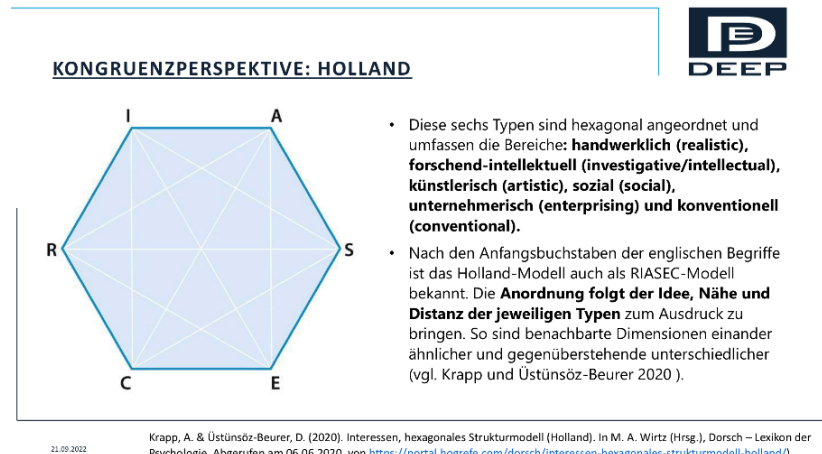 DEEP
KONGRUENZPERSPEKTIVE: HOLLAND
I
A
R
S
C
E
• Diese sechs Typen sind hexagonal angeordnet und
umfassen die Bereiche: handwerklich (realistic),
forschend-intellektuell (investigative/intellectual),
künstlerisch (artistic), sozial (social),
unternehmerisch (enterprising) und konventionell
(conventional).
• Nach den Anfangsbuchstaben der englischen Begriffe
ist das Holland-Modell auch als RIASEC-Modell
bekannt. Die Anordnung folgt der Idee, Nähe und
Distanz der jeweiligen Typen zum Ausdruck zu
bringen. So sind benachbarte Dimensionen einander
ähnlicher und gegenüberstehende unterschiedlicher
(vgl. Krapp und Üstünsöz-Beurer 2020 ).
21.09.2022
Krapp, A. & Üstünsöz-Beurer, D. (2020). Interessen, hexagonales Strukturmodell (Holland). In M. A. Wirtz (Hrsg.), Dorsch – Lexikon der
Psychologie. Abgerufen am 06.06.2020, von https://portal.hogrefe.com/dorsch/interessen-hexagonales-strukturmodell-holland/)